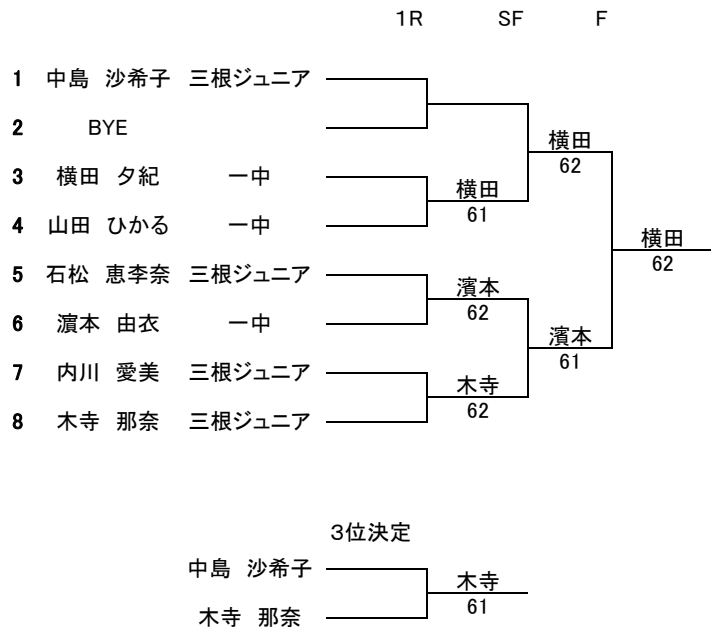 1R SF F
1 中島 沙希子 三根ジュニア
2 BYE
横田
62
3 横田 夕紀 一中
横田
61
4 山田 ひかる 一中
横田
62
5 石松 恵李奈 三根ジュニア
濱本
62
6 濵本 由衣 一中
濱本
61
7 内川 愛美 三根ジュニア
木寺
62
8 木寺 那奈 三根ジュニア
3位決定
中島 沙希子
木寺
61
木寺 那奈